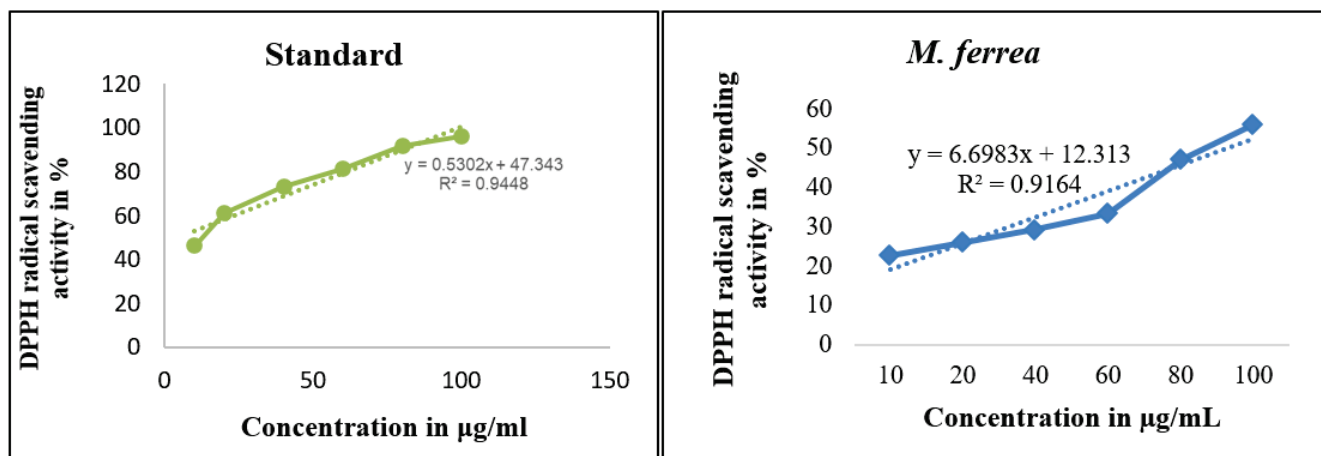 Standard
DPPH radical scavending
activity in %
120
100
80
60
40
20
0
y = 0.5302x + 47.343
R² = 0.9448
0 50 100 150
Concentration in µg/ml
M. ferrea
DPPH radical scavending
activity in %
60
50
40
30
20
10
0
y = 6.6983x + 12.313
R² = 0.9164
10 20 40 60 80 100
Concentration in µg/mL